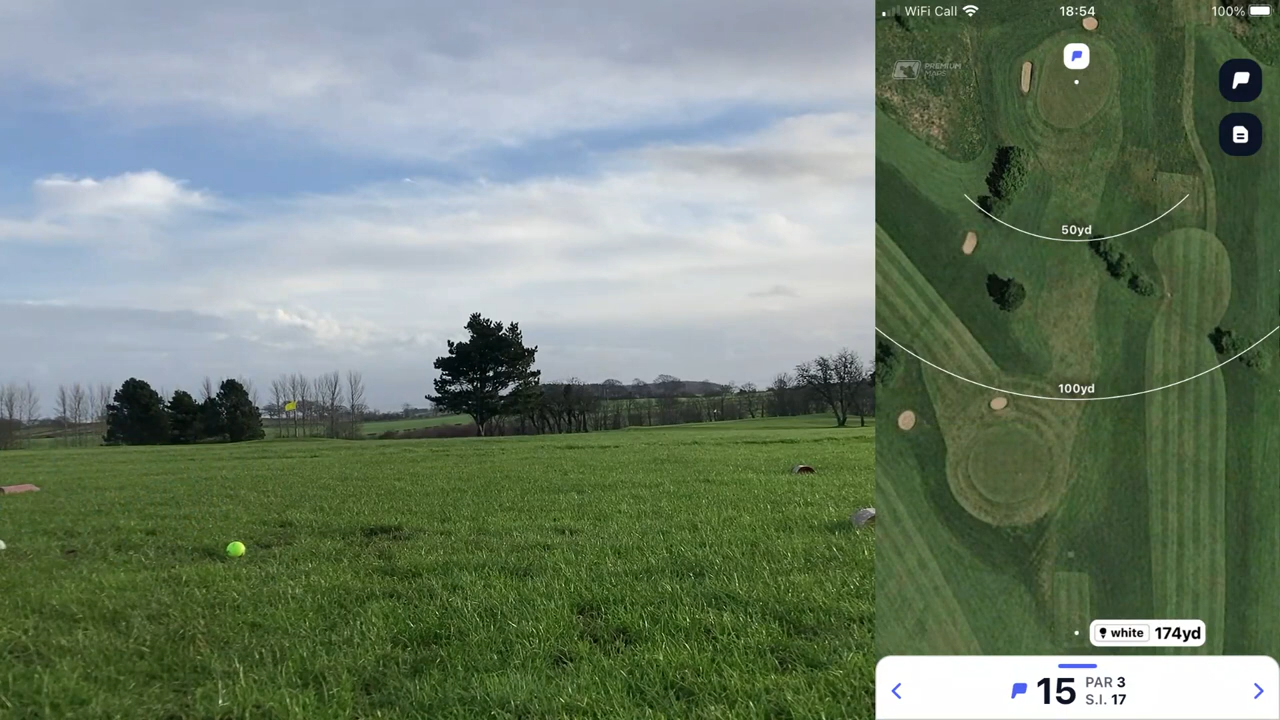 WiFi Call
18:54
100%
PREMIUM
MAPS
50yd
100yd
white 174yd
15
PAR 3
S.I. 17